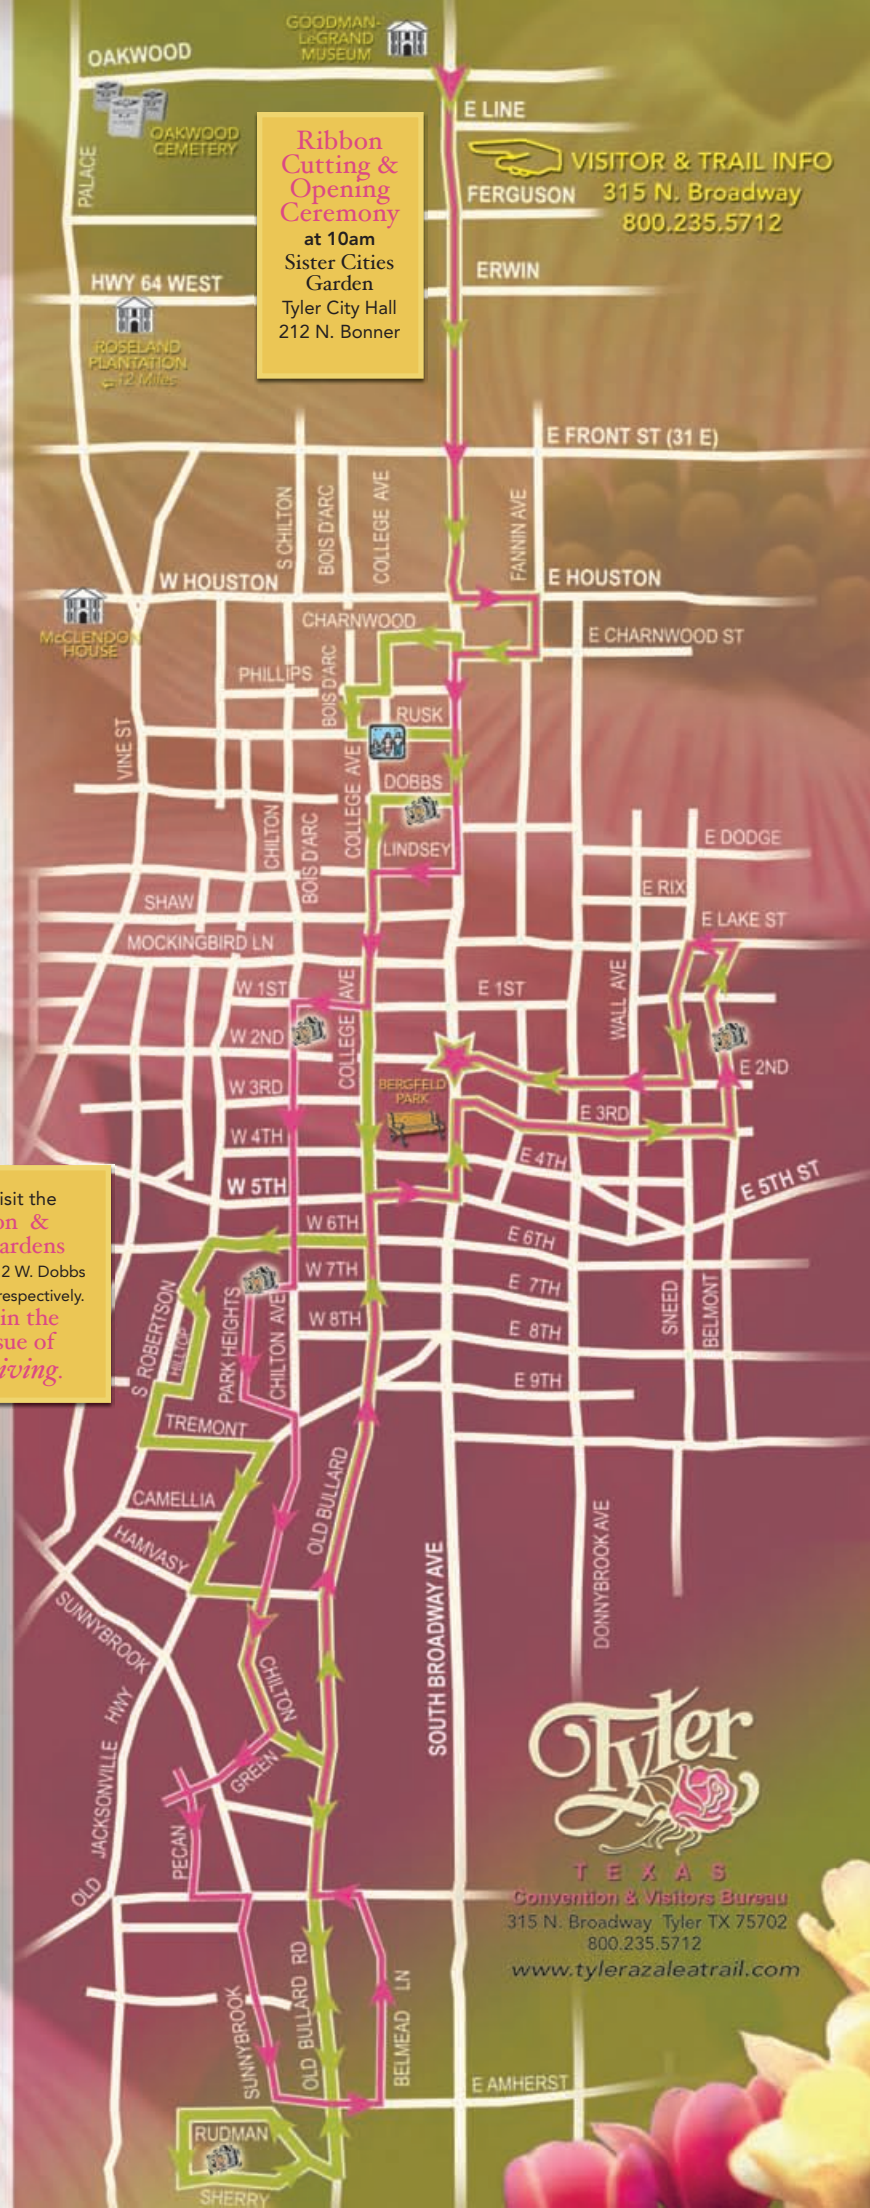 GOODMAN-
LeGRAND
MUSEUM
OAKWOOD
E LINE
OAKWOOD
CEMETERY
PALACE
Ribbon
Cutting &
Opening
Ceremony
at 10am
Sister Cities
Garden
Tyler City Hall
212 N. Bonner
VISITOR & TRAIL INFO
315 N. Broadway
800.235.5712
FERGUSON
ERWIN
HWY 64 WEST
ROSELAND
PLANTATION
12 Miles
E FRONT ST (31 E)
S CHILTON
BOIS D'ARC
COLLEGE AVE
FANNIN AVE
W HOUSTON
E HOUSTON
McCLENDON
HOUSE
CHARNWOOD
E CHARNWOOD ST
PHILLIPS
BOIS D'ARC
RUSK
VINE ST
COLLEGE AVE
DOBBS
CHILTON
BOIS D'ARC
LINDSEY
E DODGE
E RIX
SHAW
E LAKE ST
MOCKINGBIRD LN
W 1ST
COLLEGE AVE
E 1ST
WALL AVE
W 2ND
E 2ND
W 3RD
BERGFELD
PARK
E 3RD
W 4TH
E 4TH
W 5TH
E 5TH ST
isit the
on &
ardens
2 W. Dobbs
respectively.
in the
sue of
iving.
W 6TH
E 6TH
W 7TH
E 7TH
S ROBERTSON
HILLTOP
PARK HEIGHTS
CHILTON AVE
W 8TH
E 8TH
SNEED
BELMONT
E 9TH
TREMONT
OLD BULLARD
CAMELLIA
HAMVASY
SUNNYBROOK
SOUTH BROADWAY AVE
DONNYBROOK AVE
CHILTON
OLD JACKSONVILLE HWY
GREEN
PECAN
Tyler
TEXAS
Convention & Visitors Bureau
315 N. Broadway Tyler TX 75702
800.235.5712
www.tylerazaleatrail.com
SUNNYBROOK
OLD BULLARD RD
BELMEAD LN
E AMHERST
RUDMAN
SHERRY